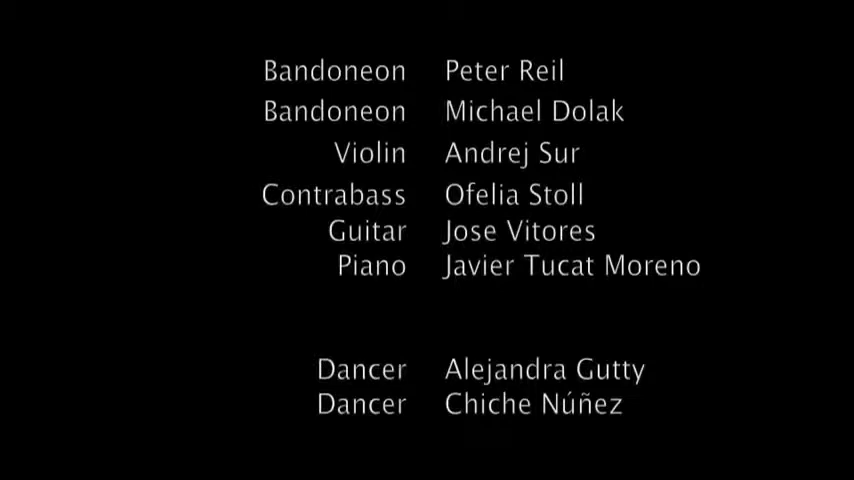 Bandoneon Peter Reil
Bandoneon Michael Dolak
Violin Andrej Sur
Contrabass Ofelia Stoll
Guitar Jose Vitores
Piano Javier Tucat Moreno
Dancer Alejandra Gutty
Dancer Chiche Núñez